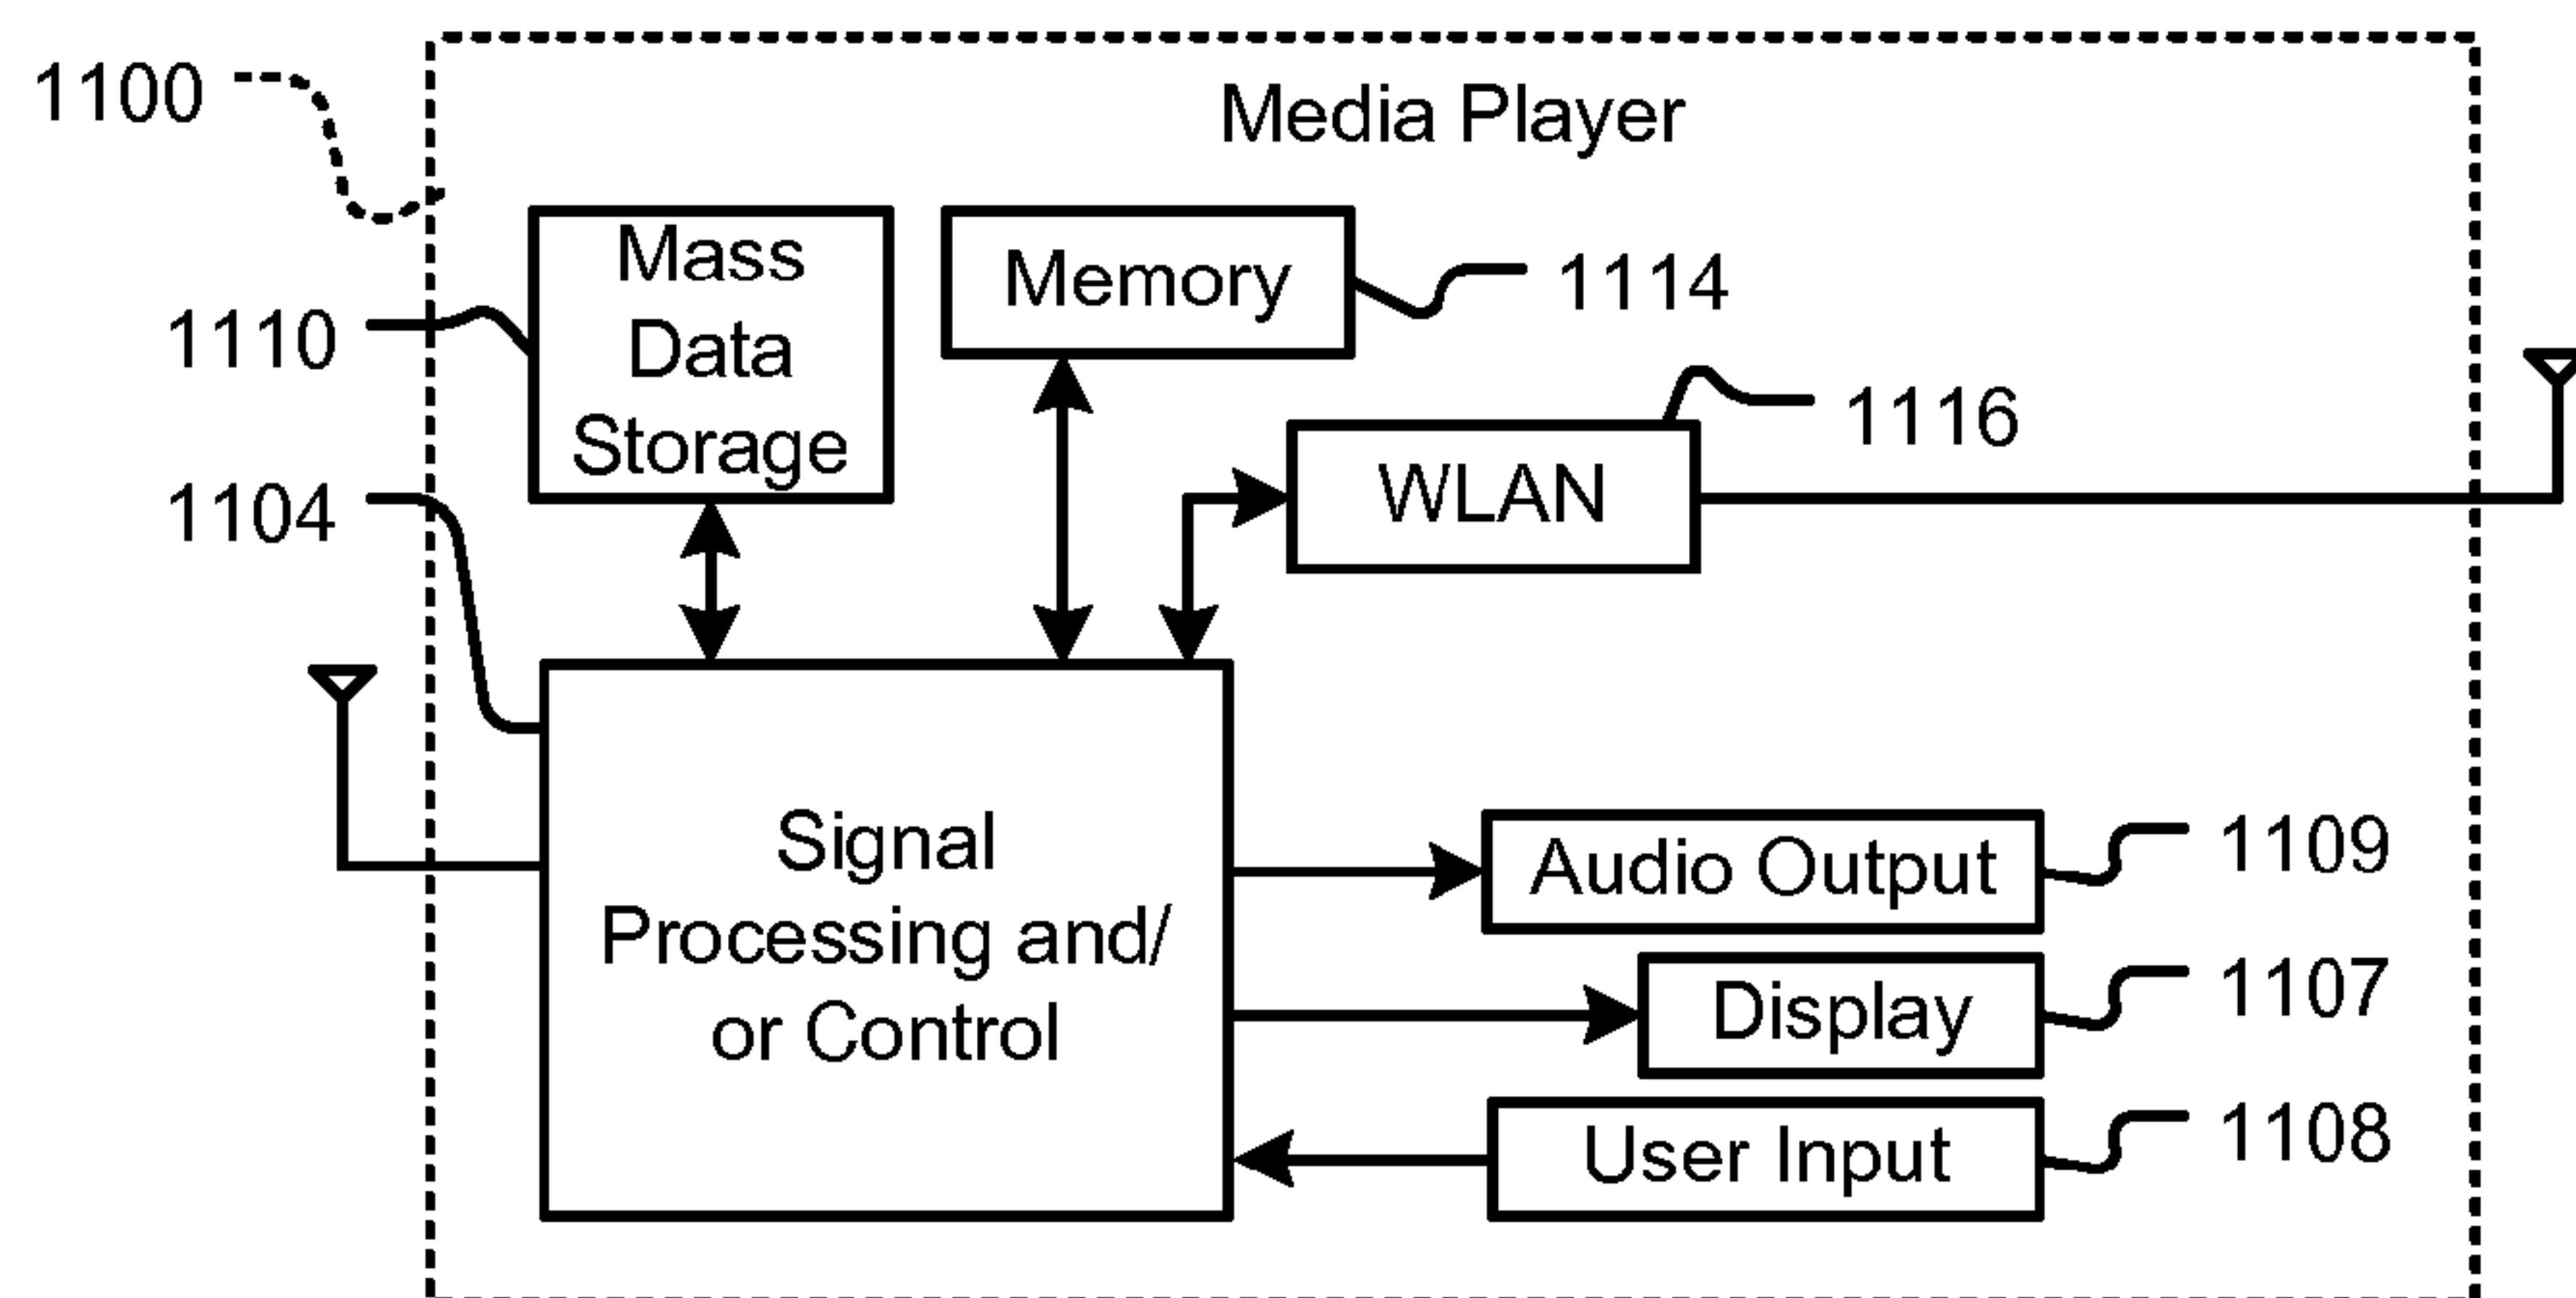 1100
Media Player
Mass
Data
Storage
Memory
1114
1110
1116
WLAN
1104
Signal
Processing and/
or Control
Audio Output
1109
Display
1107
User Input
1108